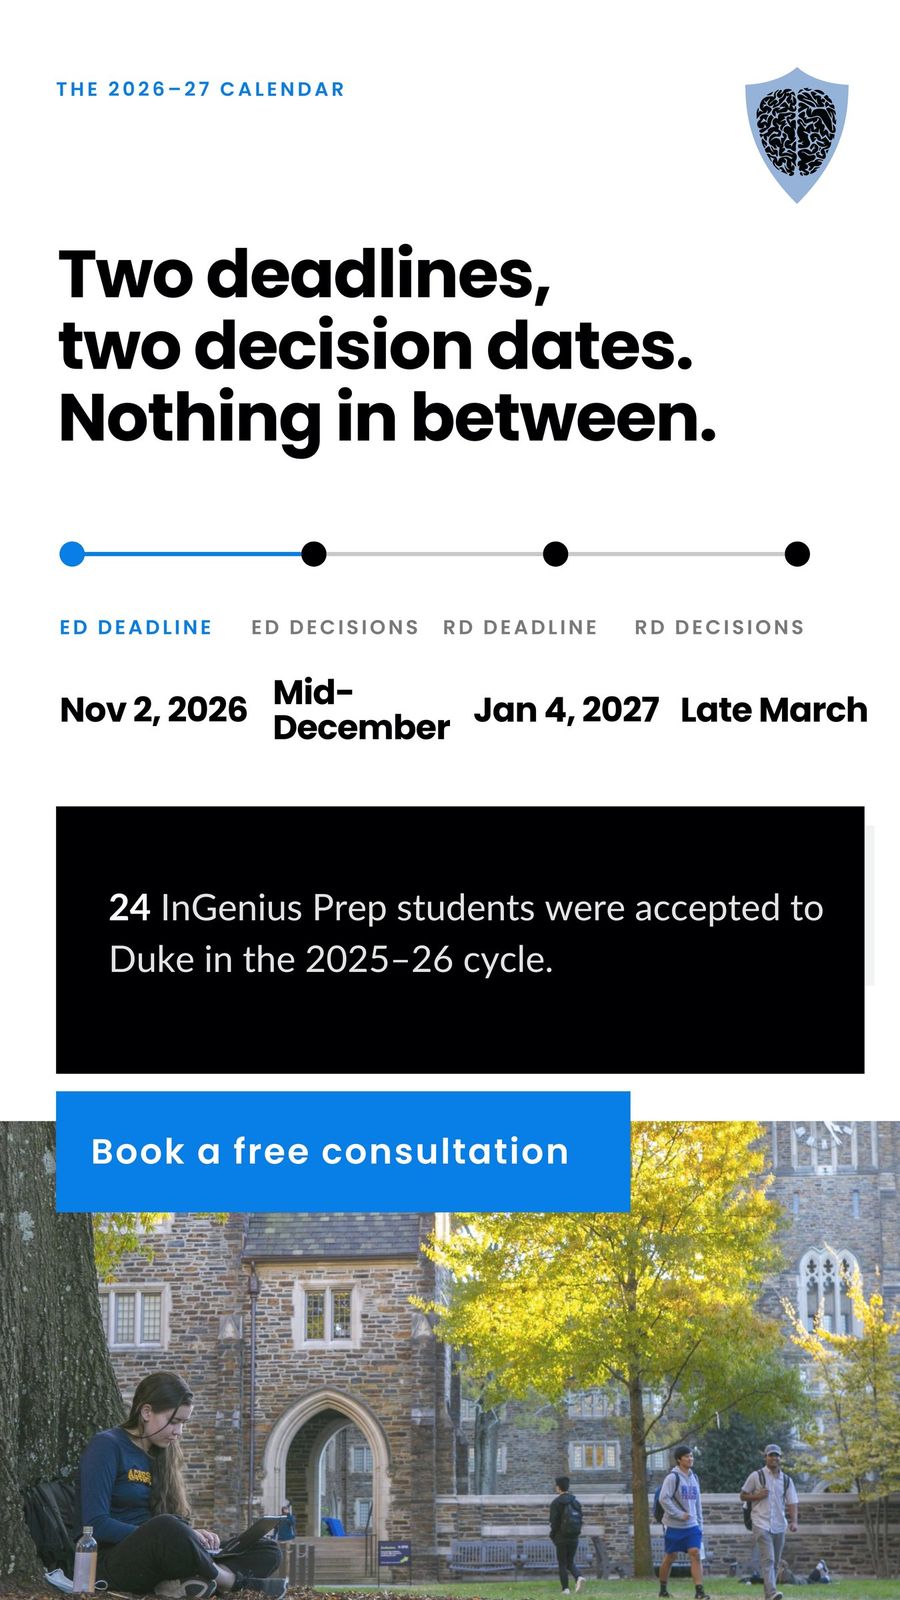 THE 2026–27 CALENDAR
Two deadlines,
two decision dates.
Nothing in between.
ED DEADLINE ED DECISIONS RD DEADLINE RD DECISIONS
Nov 2, 2026 Mid-
December Jan 4, 2027 Late March
24 InGenius Prep students were accepted to
Duke in the 2025–26 cycle.
Book a free consultation